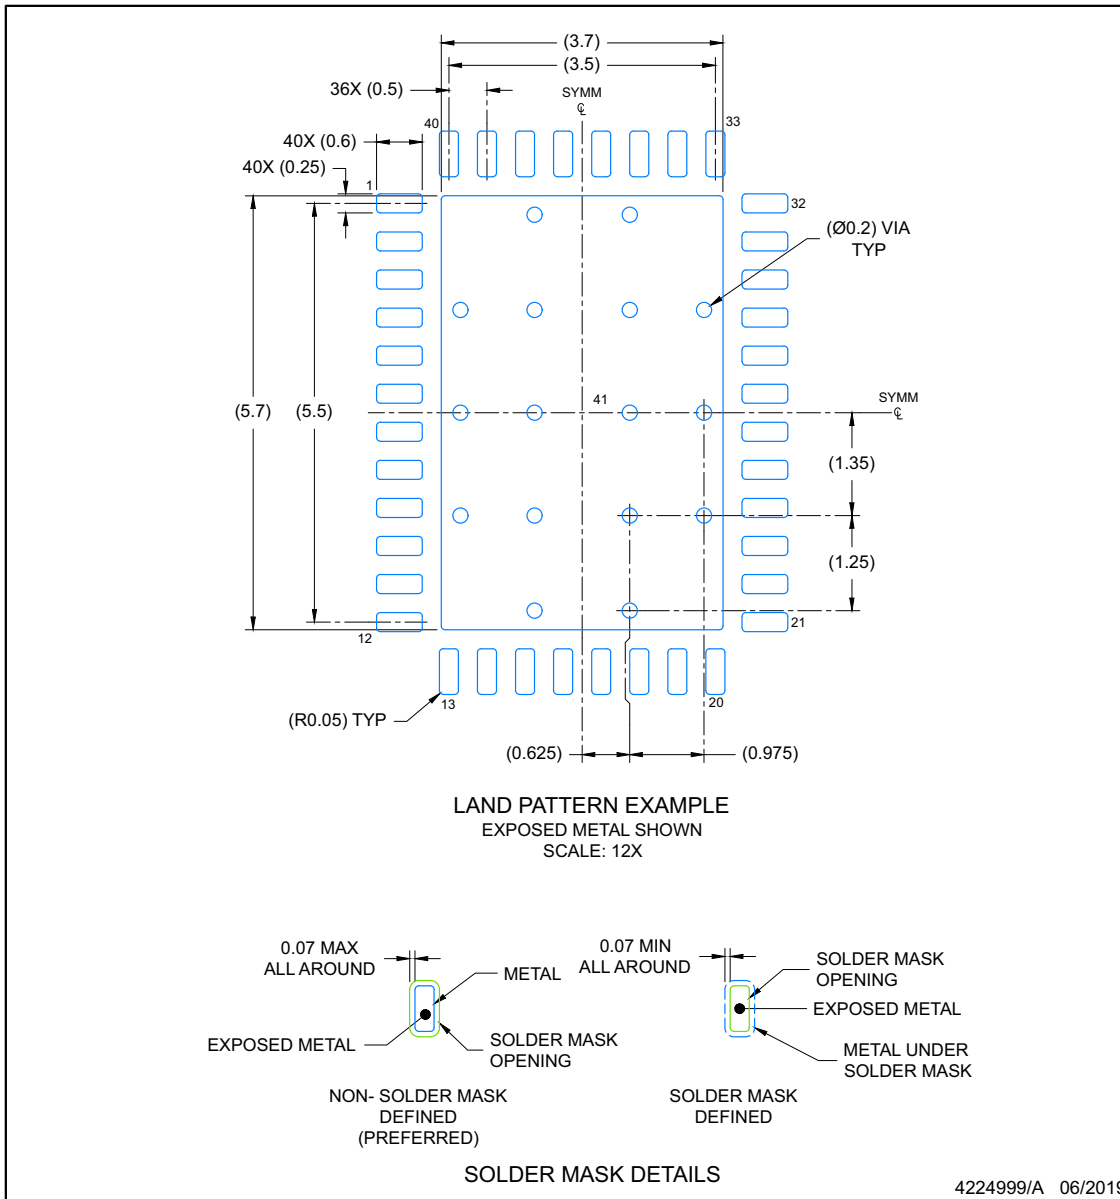 (3.7)
(3.5)
36X (0.5)
SYMM
℄
40
33
40X (0.6)
40X (0.25)
1
32
(Ø0.2) VIA
TYP
(5.7)
(5.5)
41
SYMM
℄
(1.35)
(1.25)
12
21
13
20
(R0.05) TYP
(0.625)
(0.975)
LAND PATTERN EXAMPLE
EXPOSED METAL SHOWN
SCALE: 12X
0.07 MAX
ALL AROUND
METAL
EXPOSED METAL
SOLDER MASK
OPENING
NON- SOLDER MASK
DEFINED
(PREFERRED)
0.07 MIN
ALL AROUND
SOLDER MASK
OPENING
EXPOSED METAL
METAL UNDER
SOLDER MASK
SOLDER MASK
DEFINED
SOLDER MASK DETAILS
4224999/A 06/2019